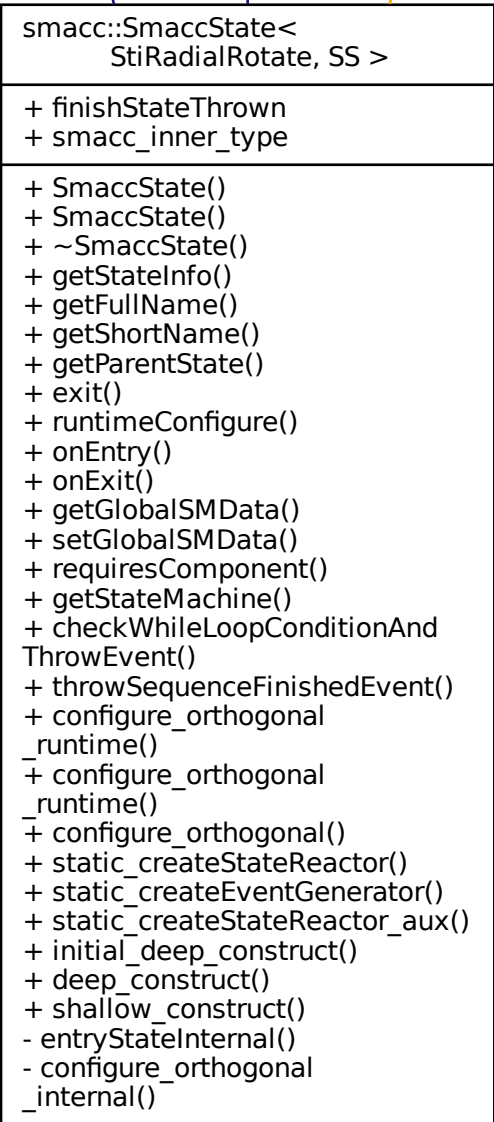 smacc::SmaccState<
StiRadialRotate, SS >
+ finishStateThrown
+ smacc_inner_type
+ SmaccState()
+ SmaccState()
+ ~SmaccState()
+ getStateInfo()
+ getFullName()
+ getShortName()
+ getParentState()
+ exit()
+ runtimeConfigure()
+ onEntry()
+ onExit()
+ getGlobalSMData()
+ setGlobalSMData()
+ requiresComponent()
+ getStateMachine()
+ checkWhileLoopConditionAnd
ThrowEvent()
+ throwSequenceFinishedEvent()
+ configure_orthogonal
_runtime()
+ configure_orthogonal
_runtime()
+ configure_orthogonal()
+ static_createStateReactor()
+ static_createEventGenerator()
+ static_createStateReactor_aux()
+ initial_deep_construct()
+ deep_construct()
+ shallow_construct()
- entryStateInternal()
- configure_orthogonal
_internal()